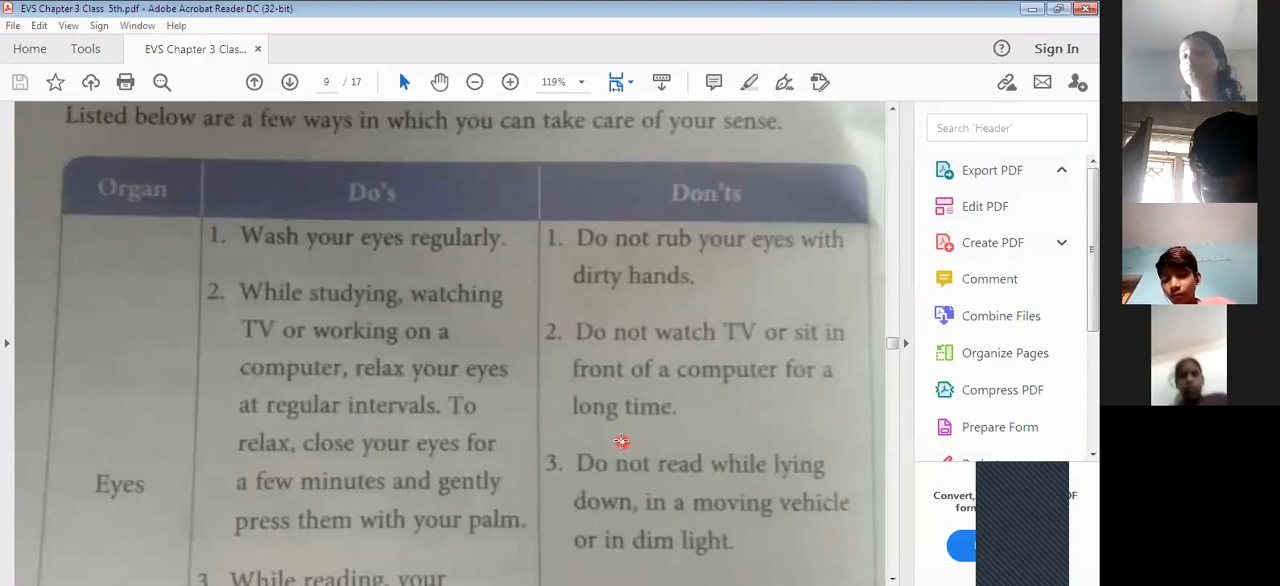 EVS Chapter 3 Class 5th.pdf - Adobe Acrobat Reader DC (32-bit)
File Edit View Sign Window Help
Home Tools EVS Chapter 3 Clas... × Sign In
9 / 17 119%
Listed below are a few ways in which you can take care of your sense.
Organ Do's Don'ts
Eyes
1. Wash your eyes regularly.
2. While studying, watching
TV or working on a
computer, relax your eyes
at regular intervals. To
relax, close your eyes for
a few minutes and gently
press them with your palm.
3. While reading, your
1. Do not rub your eyes with
dirty hands.
2. Do not watch TV or sit in
front of a computer for a
long time.
3. Do not read while lying
down, in a moving vehicle
or in dim light.
Search 'Header'
Export PDF
Edit PDF
Create PDF
Comment
Combine Files
Organize Pages
Compress PDF
Prepare Form
Convert,